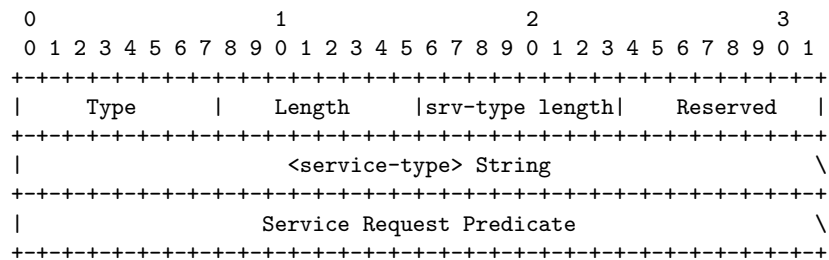 0                   1                   2                   3
 0 1 2 3 4 5 6 7 8 9 0 1 2 3 4 5 6 7 8 9 0 1 2 3 4 5 6 7 8 9 0 1
+-+-+-+-+-+-+-+-+-+-+-+-+-+-+-+-+-+-+-+-+-+-+-+-+-+-+-+-+-+-+-+-+
|     Type      |    Length     |srv-type length|    Reserved   |
+-+-+-+-+-+-+-+-+-+-+-+-+-+-+-+-+-+-+-+-+-+-+-+-+-+-+-+-+-+-+-+-+
|                     <service-type> String                     \
+-+-+-+-+-+-+-+-+-+-+-+-+-+-+-+-+-+-+-+-+-+-+-+-+-+-+-+-+-+-+-+-+
|                   Service Request Predicate                   \
+-+-+-+-+-+-+-+-+-+-+-+-+-+-+-+-+-+-+-+-+-+-+-+-+-+-+-+-+-+-+-+-+